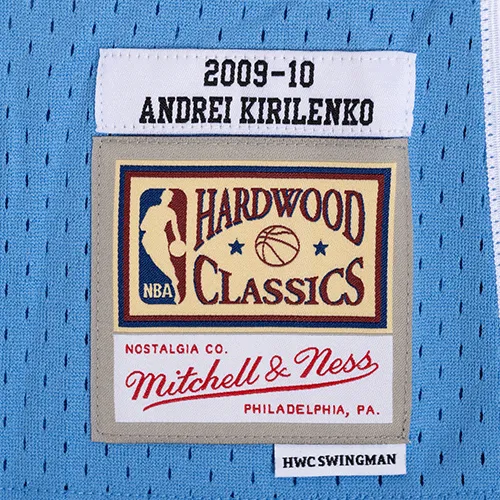 2009-10
ANDREI KIRILENKO
HARDWOOD
CLASSICS
NBA
NOSTALGIA CO.
Mitchell & Ness
PHILADELPHIA, PA.
HWC SWINGMAN